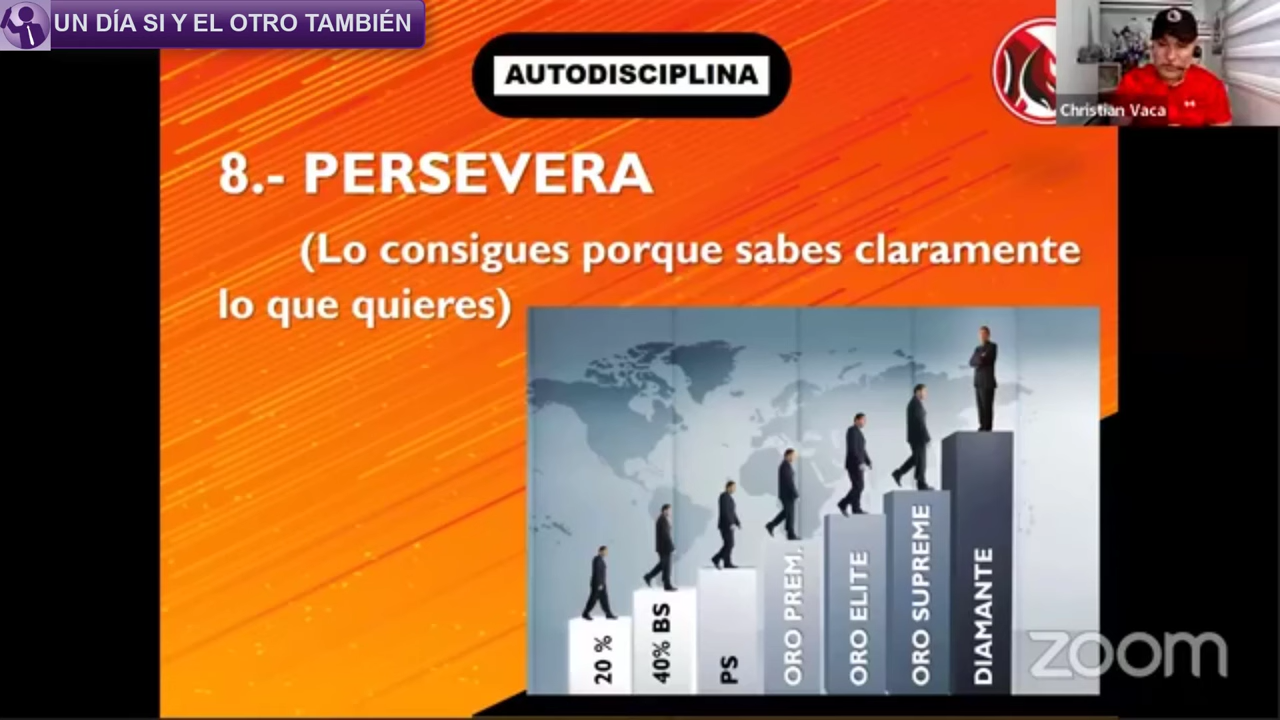 UN DÍA SI Y EL OTRO TAMBIÉN
AUTODISCIPLINA
Christian Vaca
8.- PERSEVERA
(Lo consigues porque sabes claramente
lo que quieres)
20 %
40% BS
PS
ORO PREM.
ORO ELITE
ORO SUPREME
DIAMANTE
zoom